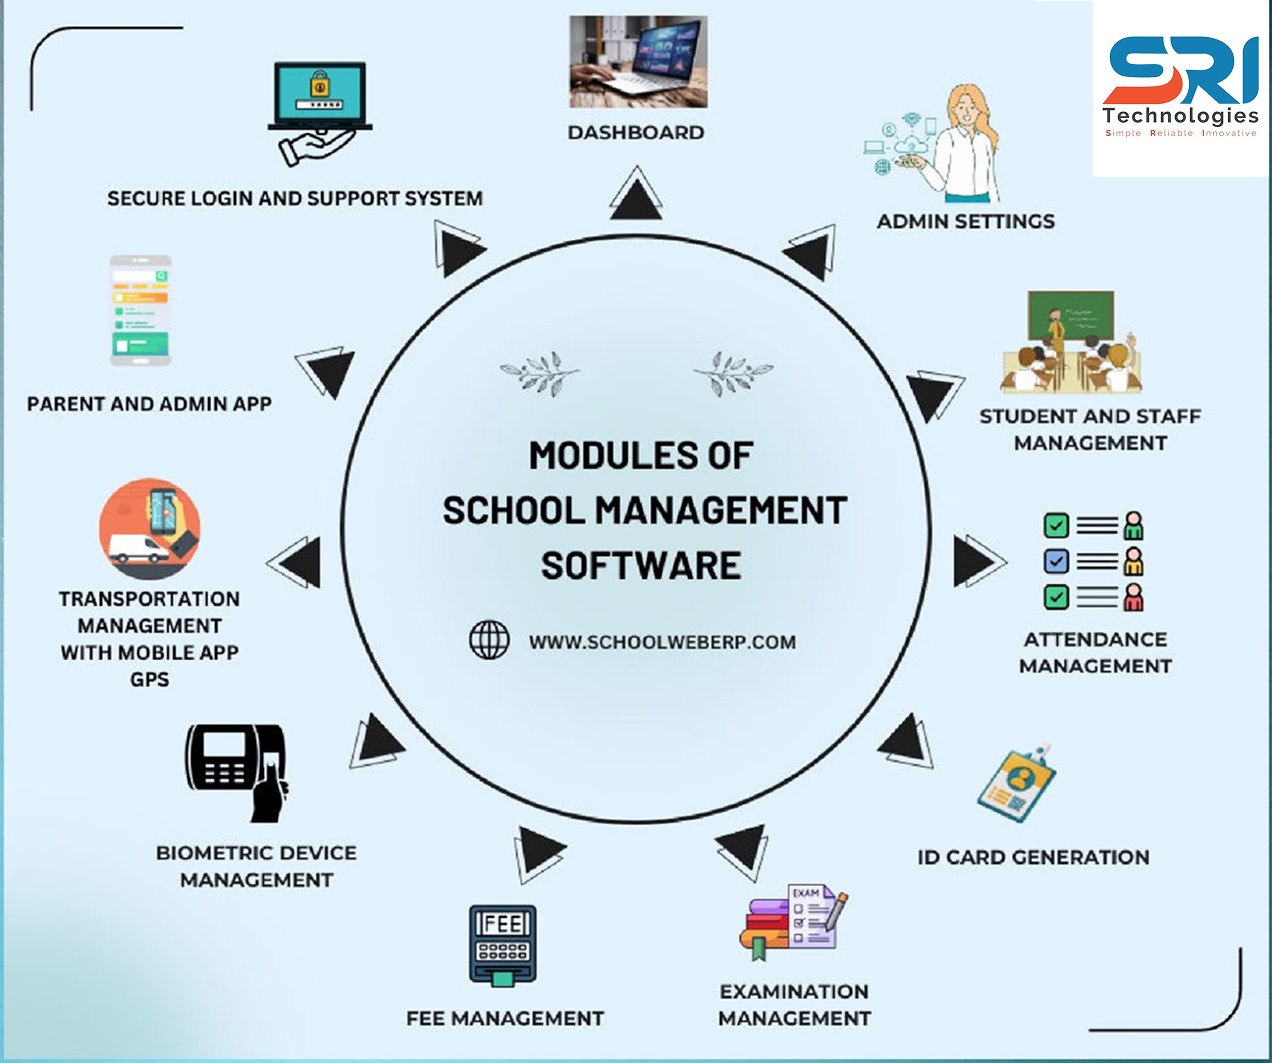 SRI
Technologies
Simple Reliable Innovative
DASHBOARD
SECURE LOGIN AND SUPPORT SYSTEM
ADMIN SETTINGS
PARENT AND ADMIN APP
STUDENT AND STAFF
MANAGEMENT
MODULES OF
SCHOOL MANAGEMENT
SOFTWARE
WWW.SCHOOLWEBERP.COM
TRANSPORTATION
MANAGEMENT
WITH MOBILE APP
GPS
ATTENDANCE
MANAGEMENT
BIOMETRIC DEVICE
MANAGEMENT
ID CARD GENERATION
FEE
FEE MANAGEMENT
EXAM
EXAMINATION
MANAGEMENT